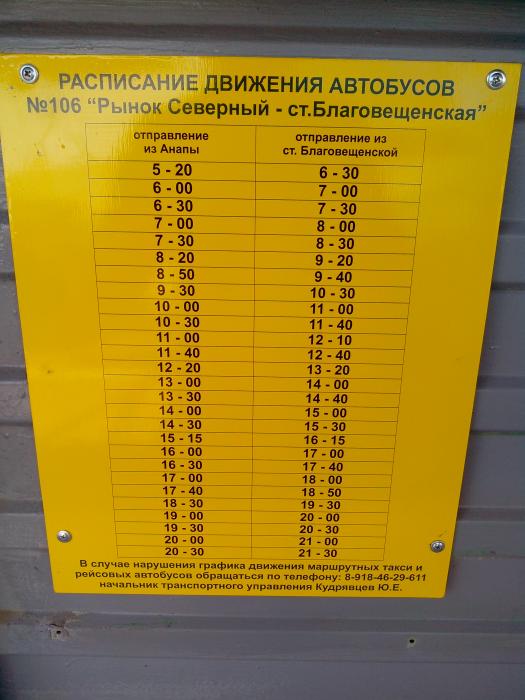 РАСПИСАНИЕ ДВИЖЕНИЯ АВТОБУСОВ
№106 “Рынок Северный - ст.Благовещенская”
отправление из Анапы отправление из ст. Благовещенской
5 - 20 6 - 30
6 - 00 7 - 00
6 - 30 7 - 30
7 - 00 8 - 00
7 - 30 8 - 30
8 - 20 9 - 20
8 - 50 9 - 40
9 - 30 10 - 30
10 - 00 11 - 00
10 - 30 11 - 40
11 - 00 12 - 10
11 - 40 12 - 40
12 - 20 13 - 20
13 - 00 14 - 00
13 - 30 14 - 40
14 - 00 15 - 00
14 - 30 15 - 30
15 - 15 16 - 15
16 - 00 17 - 00
16 - 30 17 - 40
17 - 00 18 - 00
17 - 40 18 - 50
18 - 30 19 - 30
19 - 00 20 - 00
19 - 30 20 - 30
20 - 00 21 - 00
20 - 30 21 - 30
В случае нарушения графика движения маршрутных такси и
рейсовых автобусов обращаться по телефону: 8-918-46-29-611
начальник транспортного управления Кудрявцев Ю.Е.